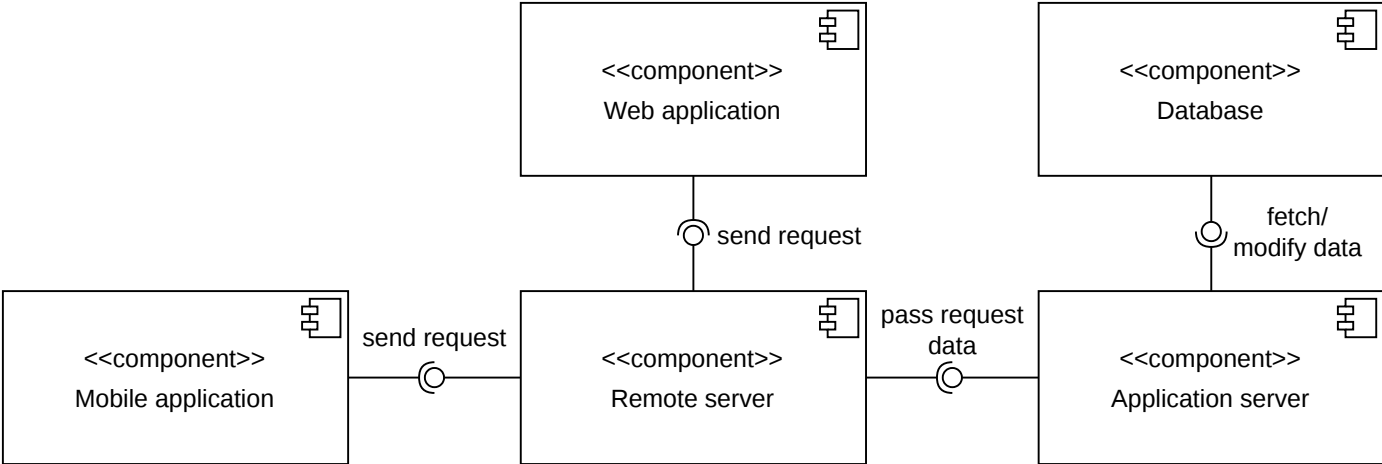 <<component>>
Web application
<<component>>
Database
send request
fetch/
modify data
<<component>>
Mobile application
send request
<<component>>
Remote server
pass request
data
<<component>>
Application server